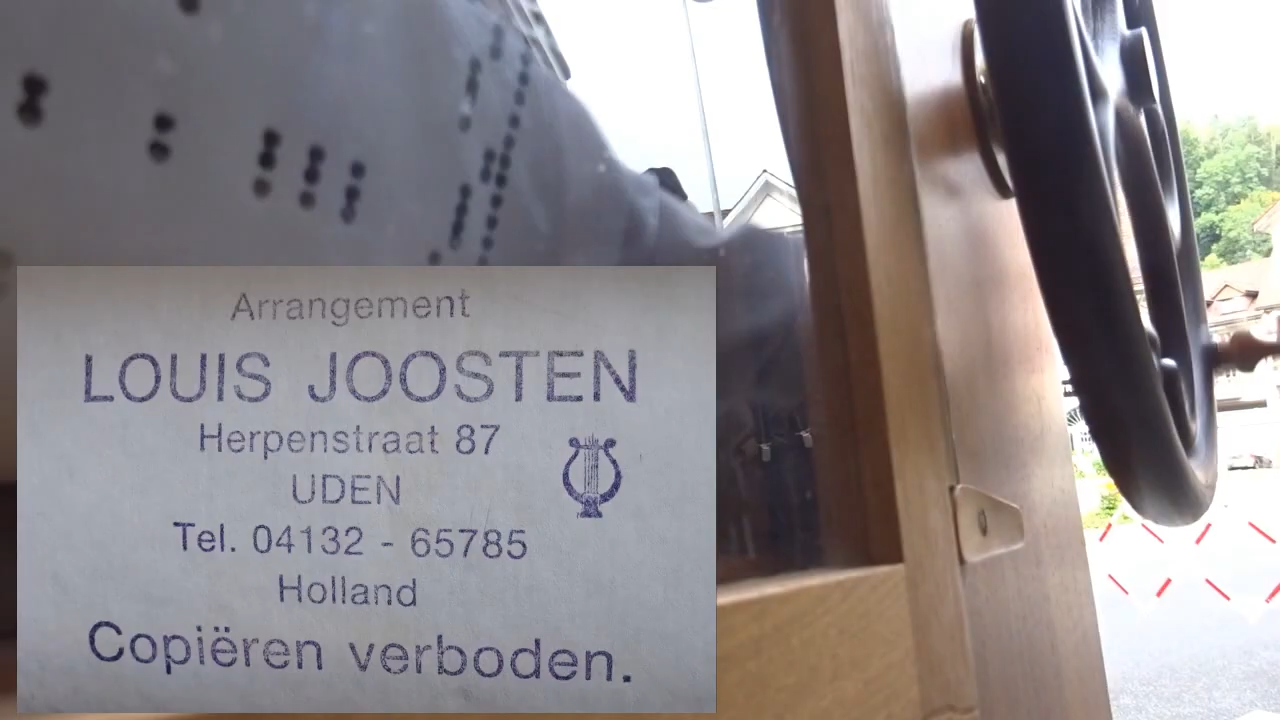 Arrangement
LOUIS JOOSTEN
Herpenstraat 87
UDEN
Tel. 04132 - 65785
Holland
Copiëren verboden.